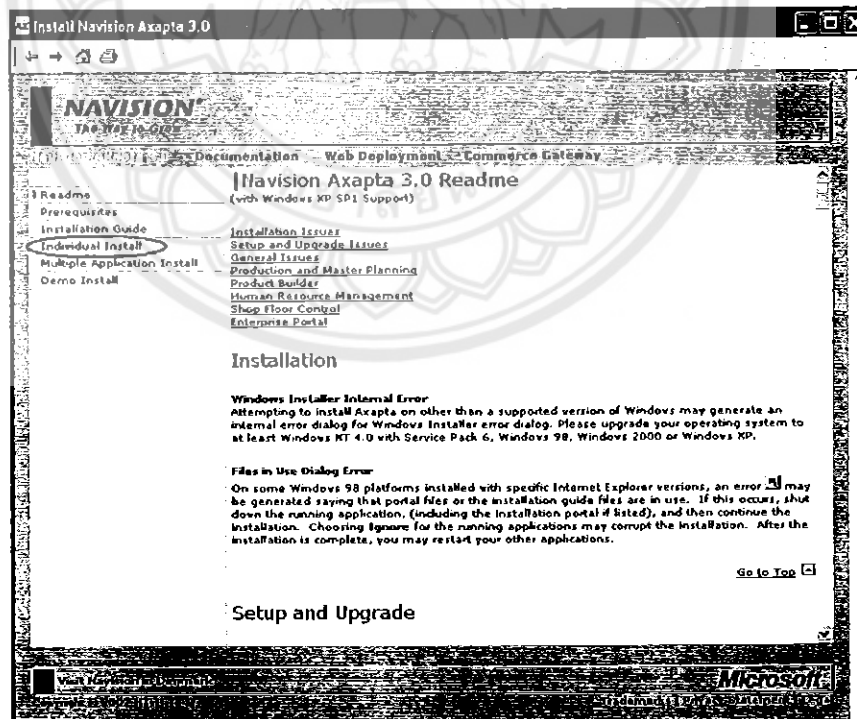 Install Navision Axapta 3.0
NAVISION
The Way to Grow
Documentation Web Deployment Commerce Gateway
Readme
Prerequisites
Installation Guide
Individual Install
Multiple Application Install
Demo Install
Navision Axapta 3.0 Readme
(with Windows XP SP1 Support)
Installation Issues
Setup and Upgrade Issues
General Issues
Production and Master Planning
Product Builder
Human Resource Management
Shop Floor Control
Enterprise Portal
Installation
Windows Installer Internal Error
Attempting to install Axapta on other than a supported version of Windows may generate an
internal error dialog for Windows Installer error dialog. Please upgrade your operating system to
at least Windows NT 4.0 with Service Pack 6, Windows 98, Windows 2000 or Windows XP.
Files in Use Dialog Error
On some Windows 98 platforms installed with specific Internet Explorer versions, an error may
be generated saying that portal files or the installation guide files are in use. If this occurs, shut
down the running application, (including the Installation portal if listed), and then continue the
installation. Choosing Ignore for the running applications may corrupt the installation. After the
installation is complete, you may restart your other applications.
Go to Top
Setup and Upgrade
Microsoft